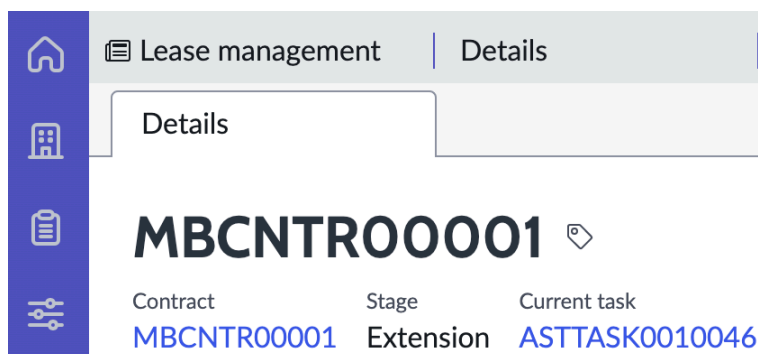 Lease management Details
Details
MBCNTR00001
Contract Stage Current task
MBCNTR00001 Extension ASTTASK0010046